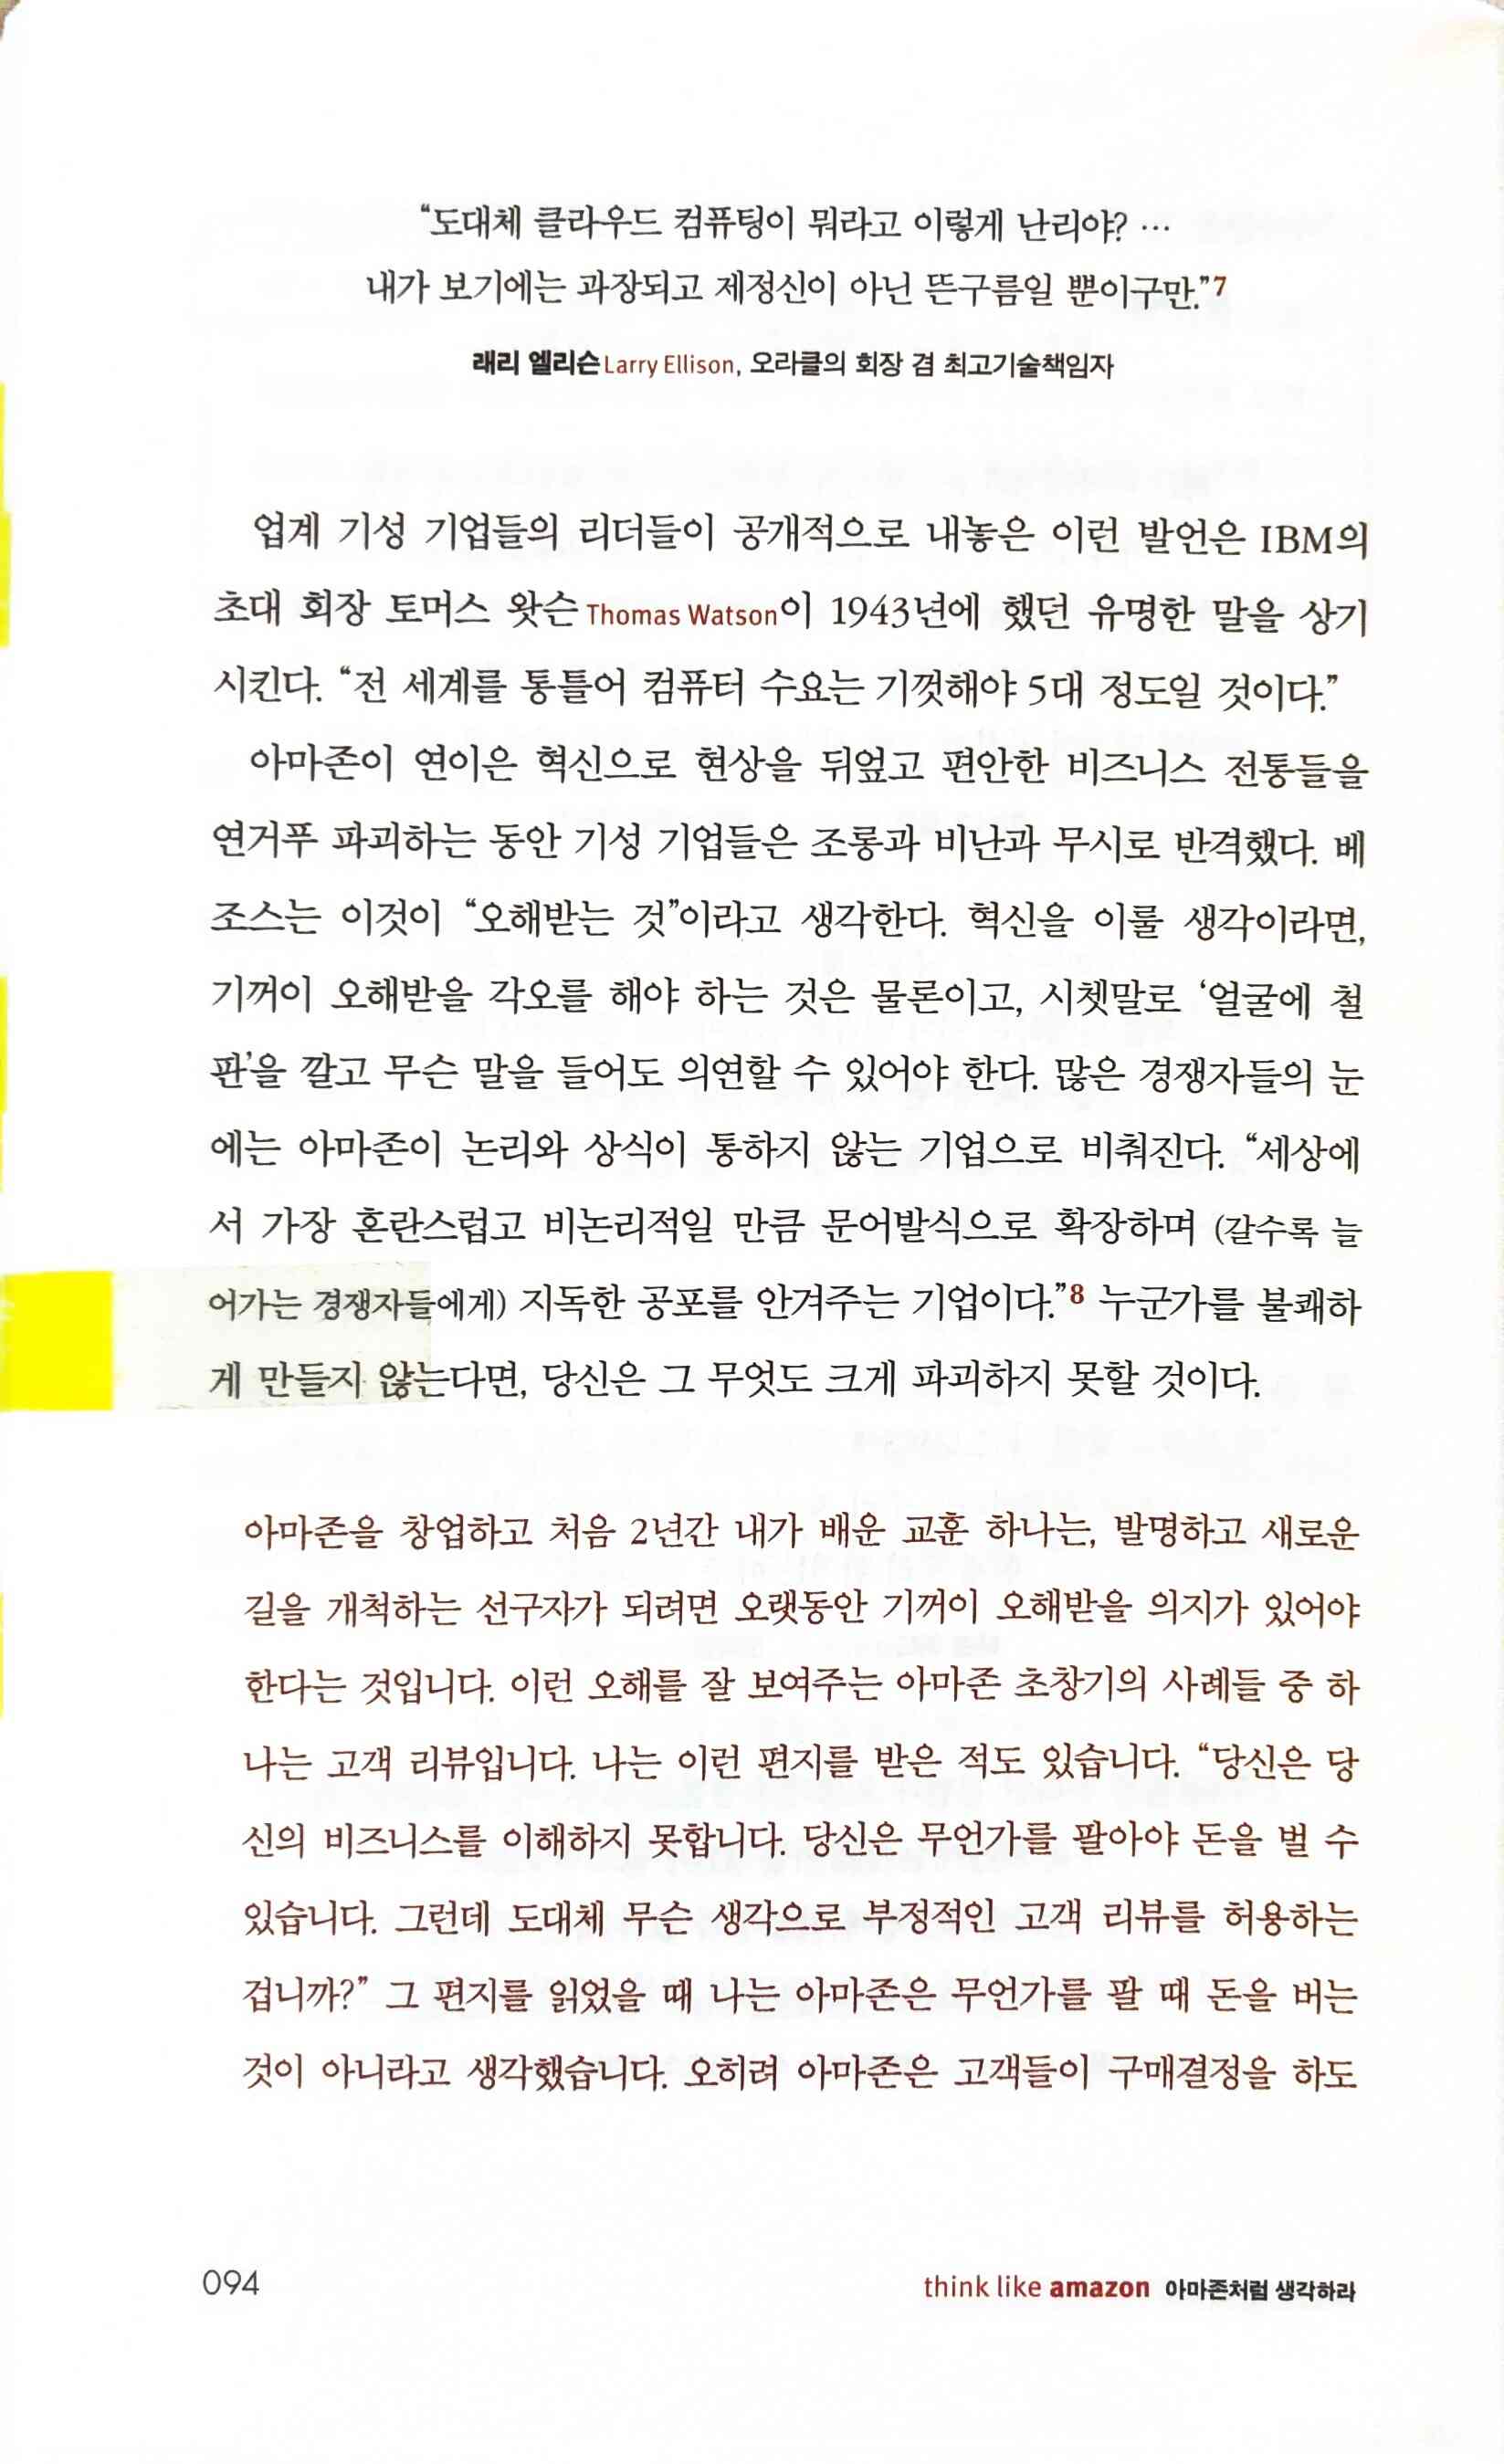 “도대체 클라우드 컴퓨팅이 뭐라고 이렇게 난리야? …
내가 보기에는 과장되고 제정신이 아닌 뜬구름일 뿐이구만.”7
래리 엘리슨Larry Ellison, 오라클의 회장 겸 최고기술책임자
업계 기성 기업들의 리더들이 공개적으로 내놓은 이런 발언은 IBM의
초대 회장 토머스 왓슨Thomas Watson이 1943년에 했던 유명한 말을 상기
시킨다. “전 세계를 통틀어 컴퓨터 수요는 기껏해야 5대 정도일 것이다.”
아마존이 연이은 혁신으로 현상을 뒤엎고 편안한 비즈니스 전통들을
연거푸 파괴하는 동안 기성 기업들은 조롱과 비난과 무시로 반격했다. 베
조스는 이것이 “오해받는 것”이라고 생각한다. 혁신을 이룰 생각이라면,
기꺼이 오해받을 각오를 해야 하는 것은 물론이고, 시쳇말로 ‘얼굴에 철
판’을 깔고 무슨 말을 들어도 의연할 수 있어야 한다. 많은 경쟁자들의 눈
에는 아마존이 논리와 상식이 통하지 않는 기업으로 비춰진다. “세상에
서 가장 혼란스럽고 비논리적일 만큼 문어발식으로 확장하며 (갈수록 늘
어가는 경쟁자들에게) 지독한 공포를 안겨주는 기업이다.”8 누군가를 불쾌하
게 만들지 않는다면, 당신은 그 무엇도 크게 파괴하지 못할 것이다.
아마존을 창업하고 처음 2년간 내가 배운 교훈 하나는, 발명하고 새로운
길을 개척하는 선구자가 되려면 오랫동안 기꺼이 오해받을 의지가 있어야
한다는 것입니다. 이런 오해를 잘 보여주는 아마존 초창기의 사례들 중 하
나는 고객 리뷰입니다. 나는 이런 편지를 받은 적도 있습니다. “당신은 당
신의 비즈니스를 이해하지 못합니다. 당신은 무언가를 팔아야 돈을 벌 수
있습니다. 그런데 도대체 무슨 생각으로 부정적인 고객 리뷰를 허용하는
겁니까?” 그 편지를 읽었을 때 나는 아마존은 무언가를 팔 때 돈을 버는
것이 아니라고 생각했습니다. 오히려 아마존은 고객들이 구매결정을 하도
094
think like amazon 아마존처럼 생각하라